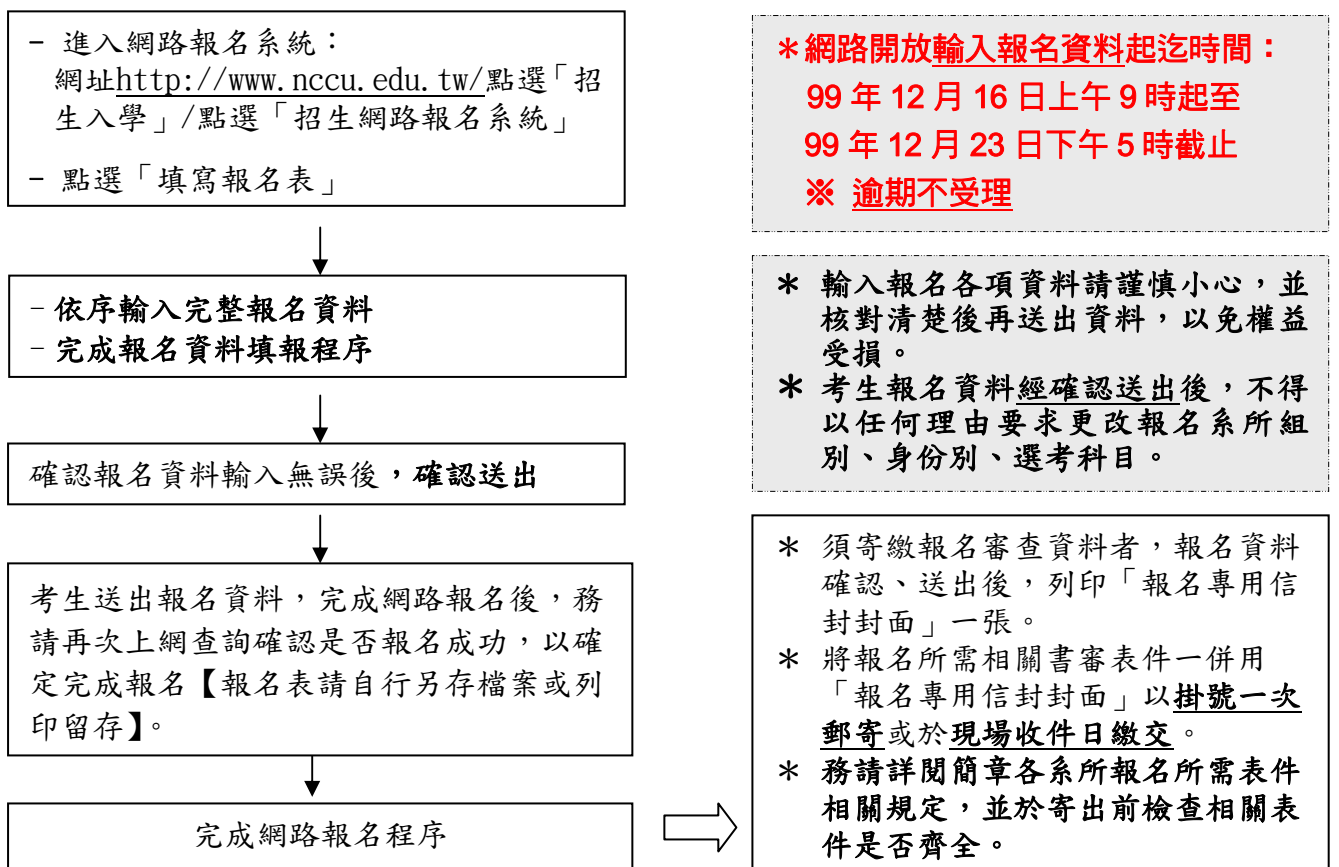 - 進入網路報名系統：
網址http://www.nccu.edu.tw/點選「招
生入學」/點選「招生網路報名系統」
- 點選「填寫報名表」
-依序輸入完整報名資料
-完成報名資料填報程序
確認報名資料輸入無誤後，確認送出
考生送出報名資料，完成網路報名後，務
請再次上網查詢確認是否報名成功，以確
定完成報名【報名表請自行另存檔案或列
印留存】。
完成網路報名程序
＊網路開放輸入報名資料起迄時間：
99 年 12 月 16 日上午 9 時起至
99 年 12 月 23 日下午 5 時截止
※ 逾期不受理
＊ 輸入報名各項資料請謹慎小心，並
核對清楚後再送出資料，以免權益
受損。
＊ 考生報名資料經確認送出後，不得
以任何理由要求更改報名系所組
別、身份別、選考科目。
＊ 須寄繳報名審查資料者，報名資料
確認、送出後，列印「報名專用信
封封面」一張。
＊ 將報名所需相關書審表件一併用
「報名專用信封封面」以掛號一次
郵寄或於現場收件日繳交。
＊ 務請詳閱簡章各系所報名所需表件
相關規定，並於寄出前檢查相關表
件是否齊全。